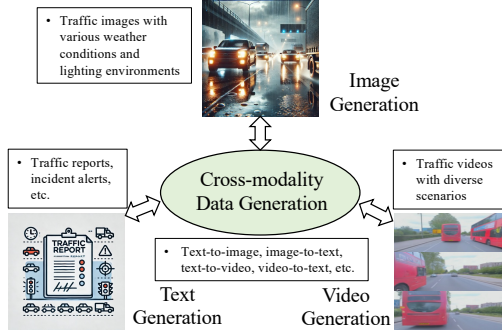 • Traffic images with
various weather
conditions and
lighting environments
Image
Generation
• Traffic reports,
incident alerts,
etc.
Cross-modality
Data Generation
• Traffic videos
with diverse
scenarios
TRAFFIC
REPORT
• Text-to-image, image-to-text,
text-to-video, video-to-text, etc.
Text
Generation
Video
Generation